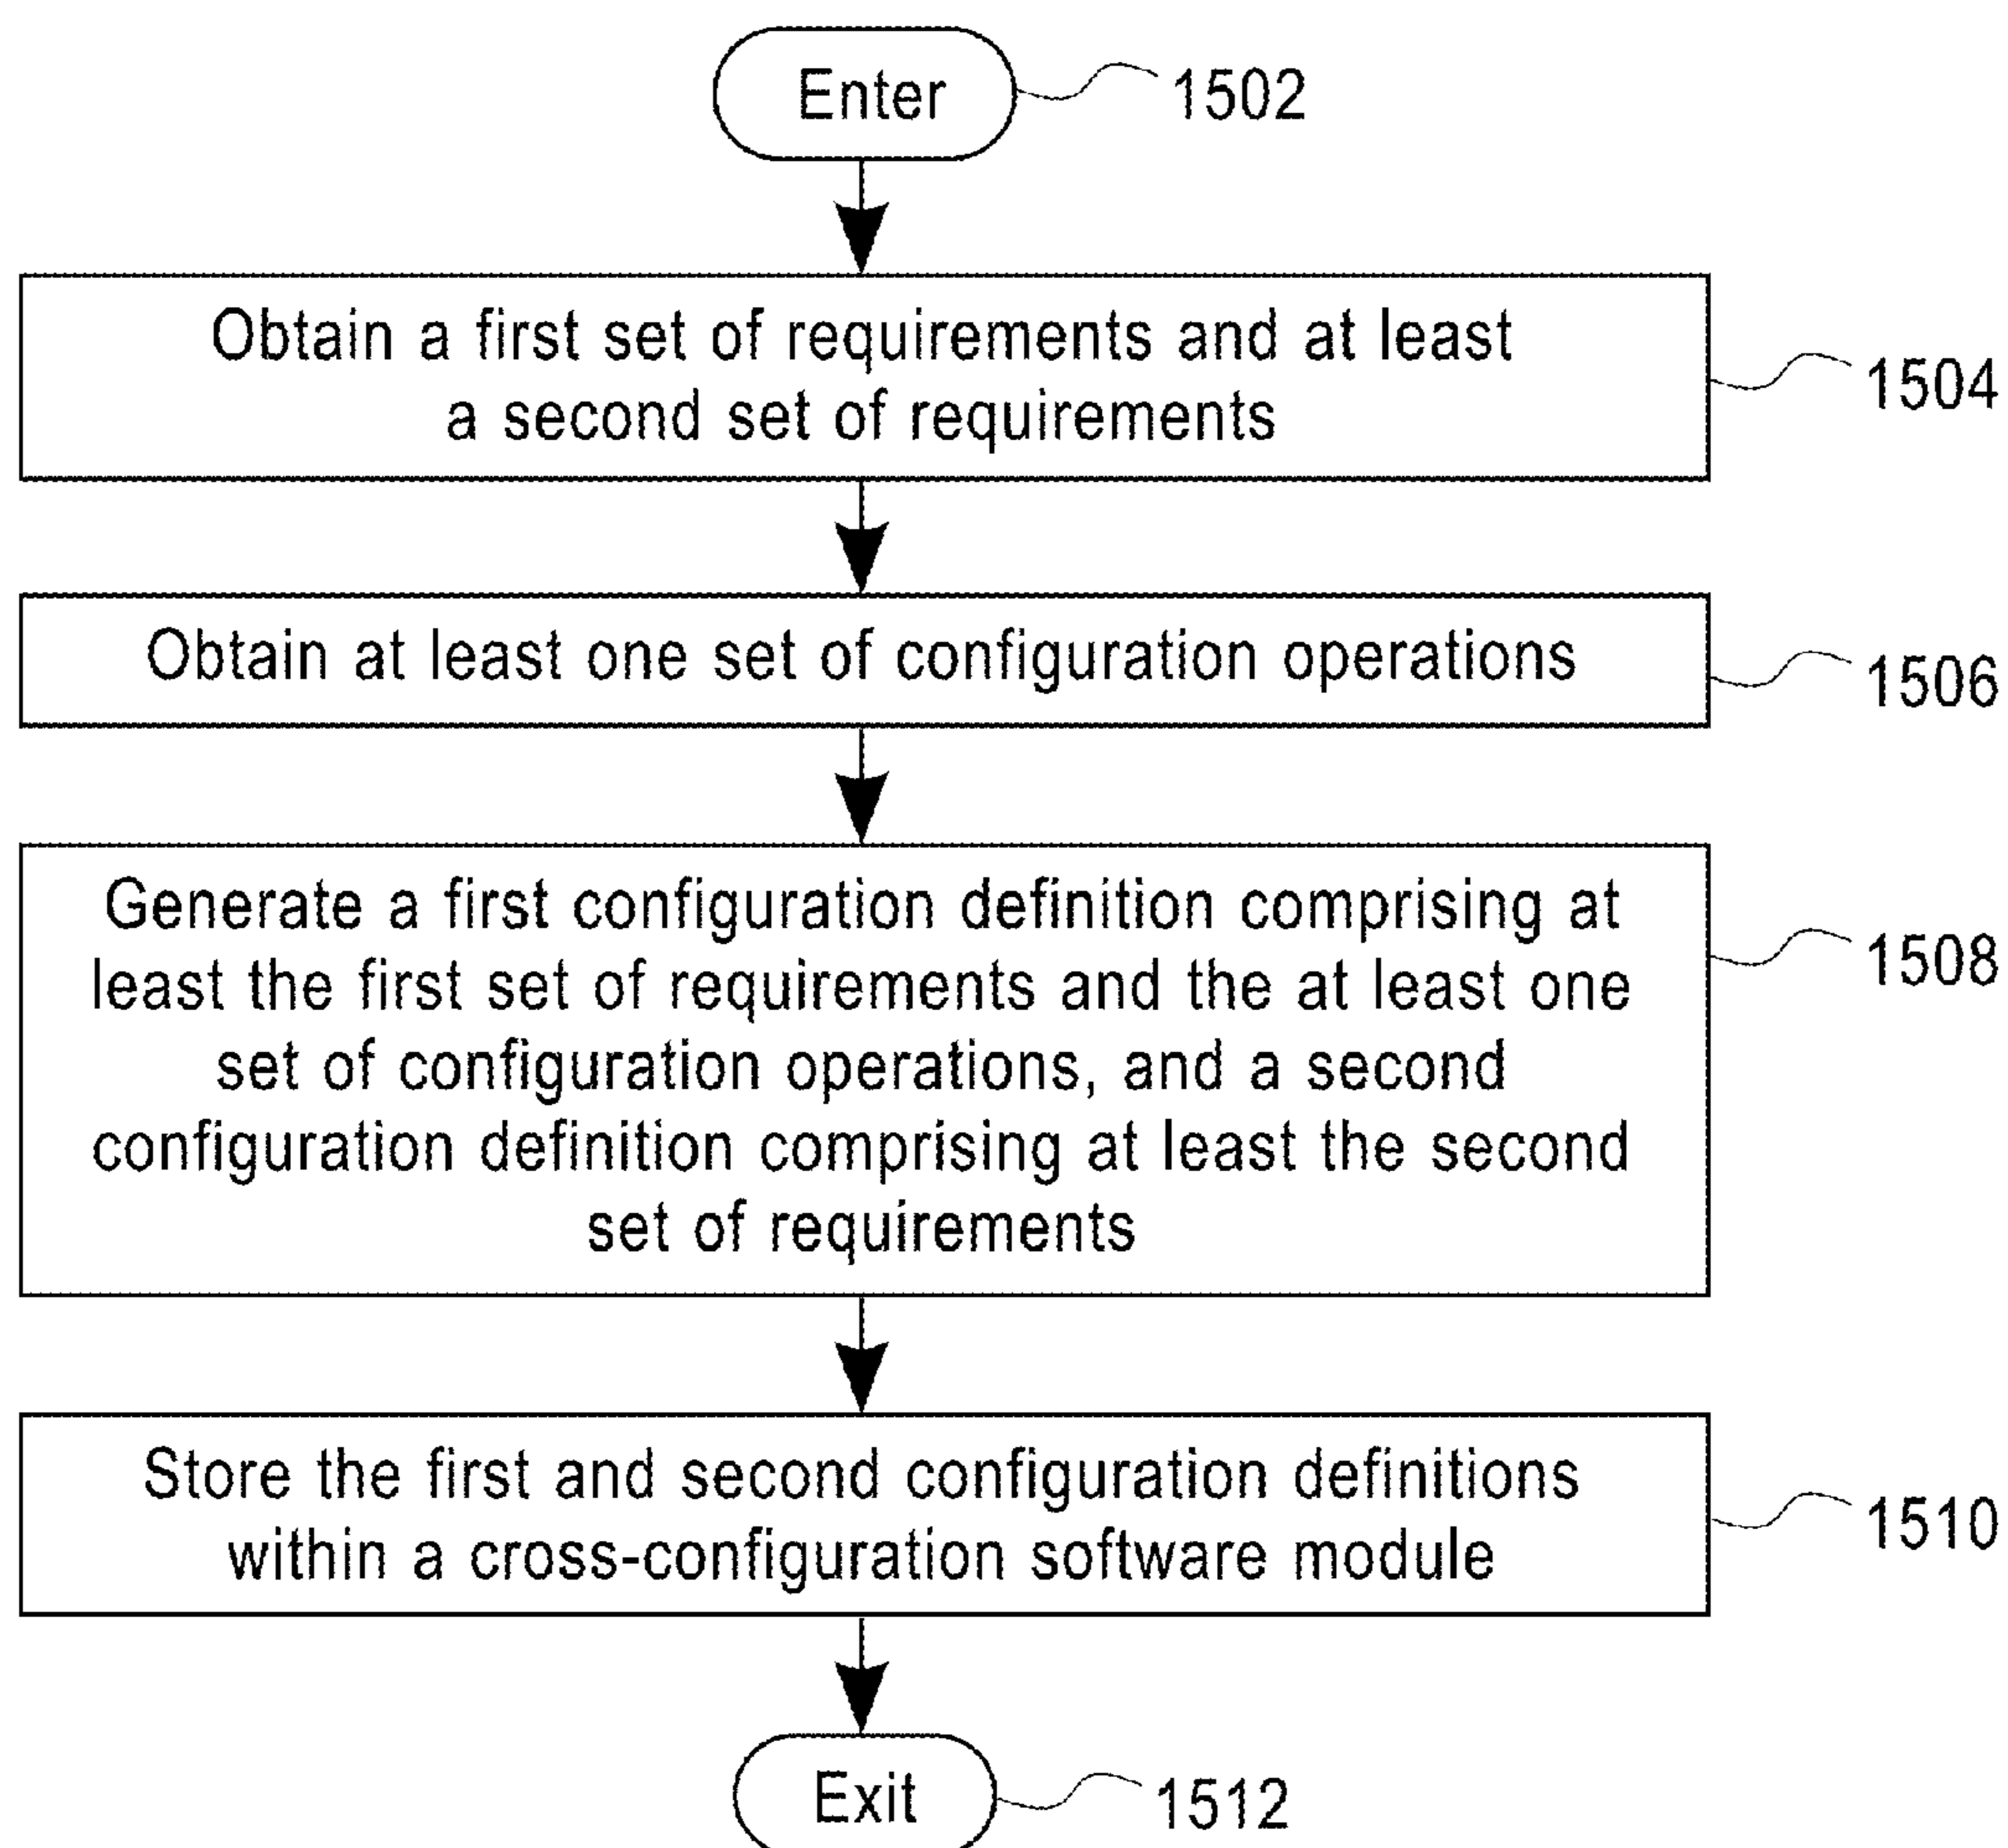 Enter
1502
Obtain a first set of requirements and at least
a second set of requirements
1504
Obtain at least one set of configuration operations
1506
Generate a first configuration definition comprising at
least the first set of requirements and the at least one
set of configuration operations, and a second
configuration definition comprising at least the second
set of requirements
1508
Store the first and second configuration definitions
within a cross-configuration software module
1510
Exit
1512